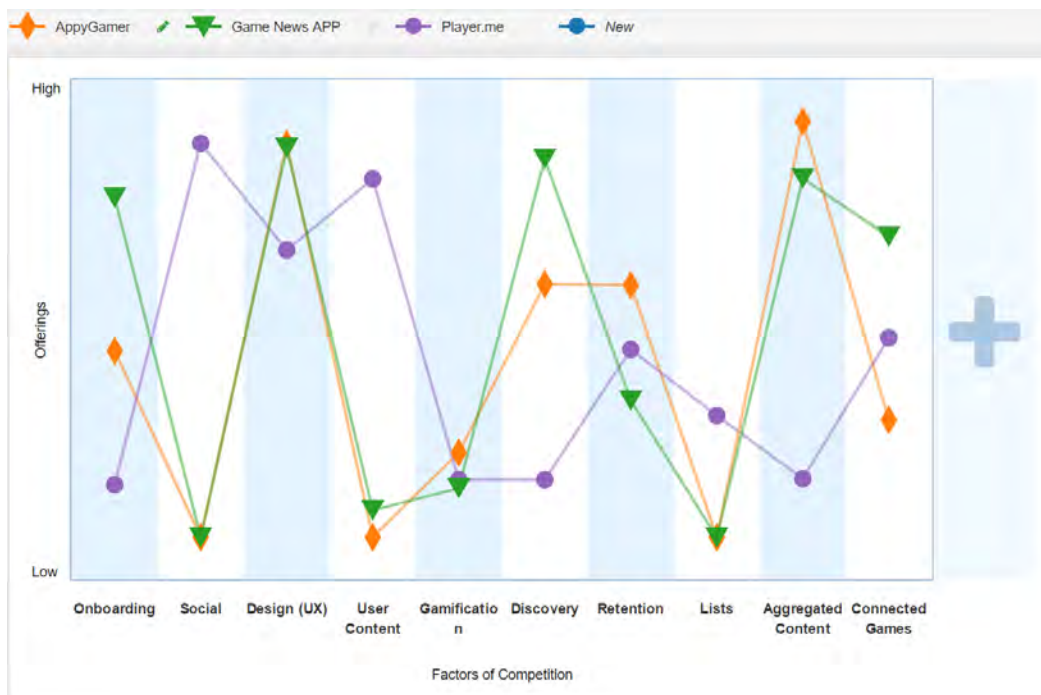 AppyGamer Game News APP Player.me New
High
Offerings
Low
Onboarding Social Design (UX) User Gamificatio Discovery Retention Lists Aggregated Connected
Content n Content Games
Factors of Competition